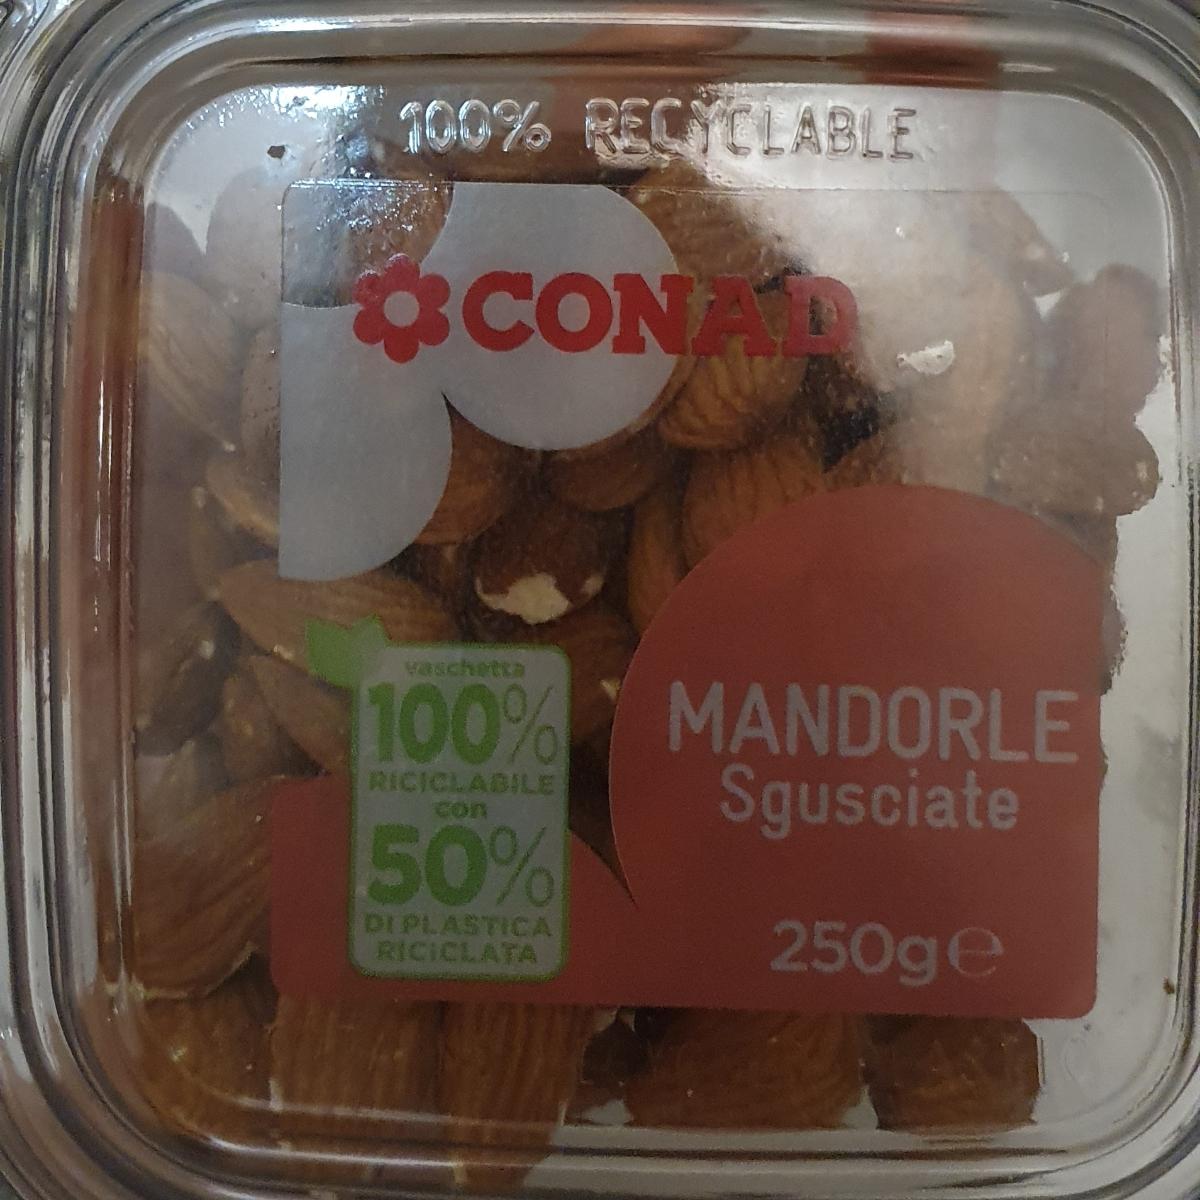 100% RECYCLABLE
CONAD
vaschetta
100%
RICICLABILE
con
50%
DI PLASTICA
RICICLATA
MANDORLE
Sgusciate
250g℮